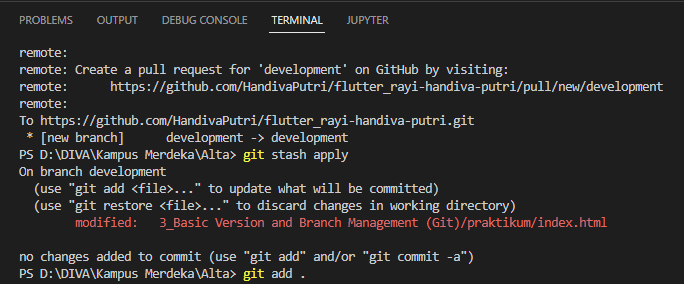 PROBLEMS OUTPUT DEBUG CONSOLE TERMINAL JUPYTER
remote:
remote: Create a pull request for 'development' on GitHub by visiting:
remote:      https://github.com/HandivaPutri/flutter_rayi-handiva-putri/pull/new/development
remote:
To https://github.com/HandivaPutri/flutter_rayi-handiva-putri.git
 * [new branch]      development -> development
PS D:\DIVA\Kampus Merdeka\Alta> git stash apply
On branch development
  (use "git add <file>..." to update what will be committed)
  (use "git restore <file>..." to discard changes in working directory)
        modified:   3_Basic Version and Branch Management (Git)/praktikum/index.html
no changes added to commit (use "git add" and/or "git commit -a")
PS D:\DIVA\Kampus Merdeka\Alta> git add .